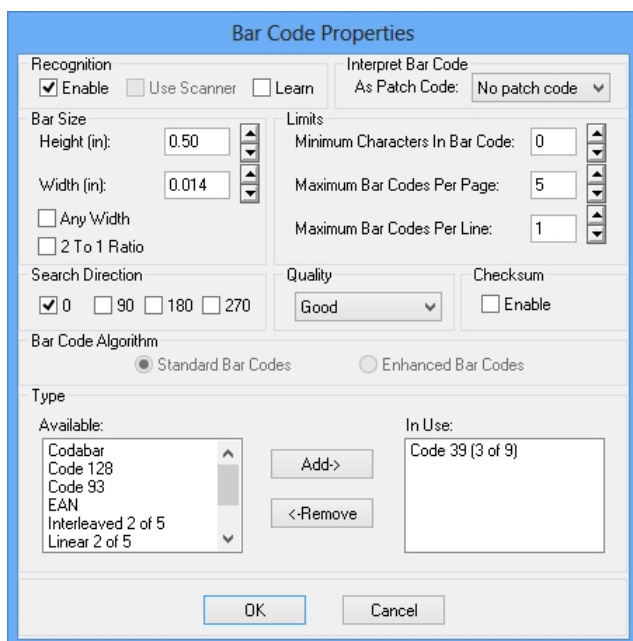 Bar Code Properties
Recognition
Enable
Use Scanner
Learn
Interpret Bar Code
As Patch Code: No patch code
Bar Size
Height (in): 0.50
Width (in): 0.014
Any Width
2 To 1 Ratio
Limits
Minimum Characters In Bar Code: 0
Maximum Bar Codes Per Page: 5
Maximum Bar Codes Per Line: 1
Search Direction
0 90 180 270
Quality
Good
Checksum
Enable
Bar Code Algorithm
Standard Bar Codes
Enhanced Bar Codes
Type
Available:
Codabar
Code 128
Code 93
EAN
Interleaved 2 of 5
Linear 2 of 5
Add->
<-Remove
In Use:
Code 39 (3 of 9)
OK
Cancel